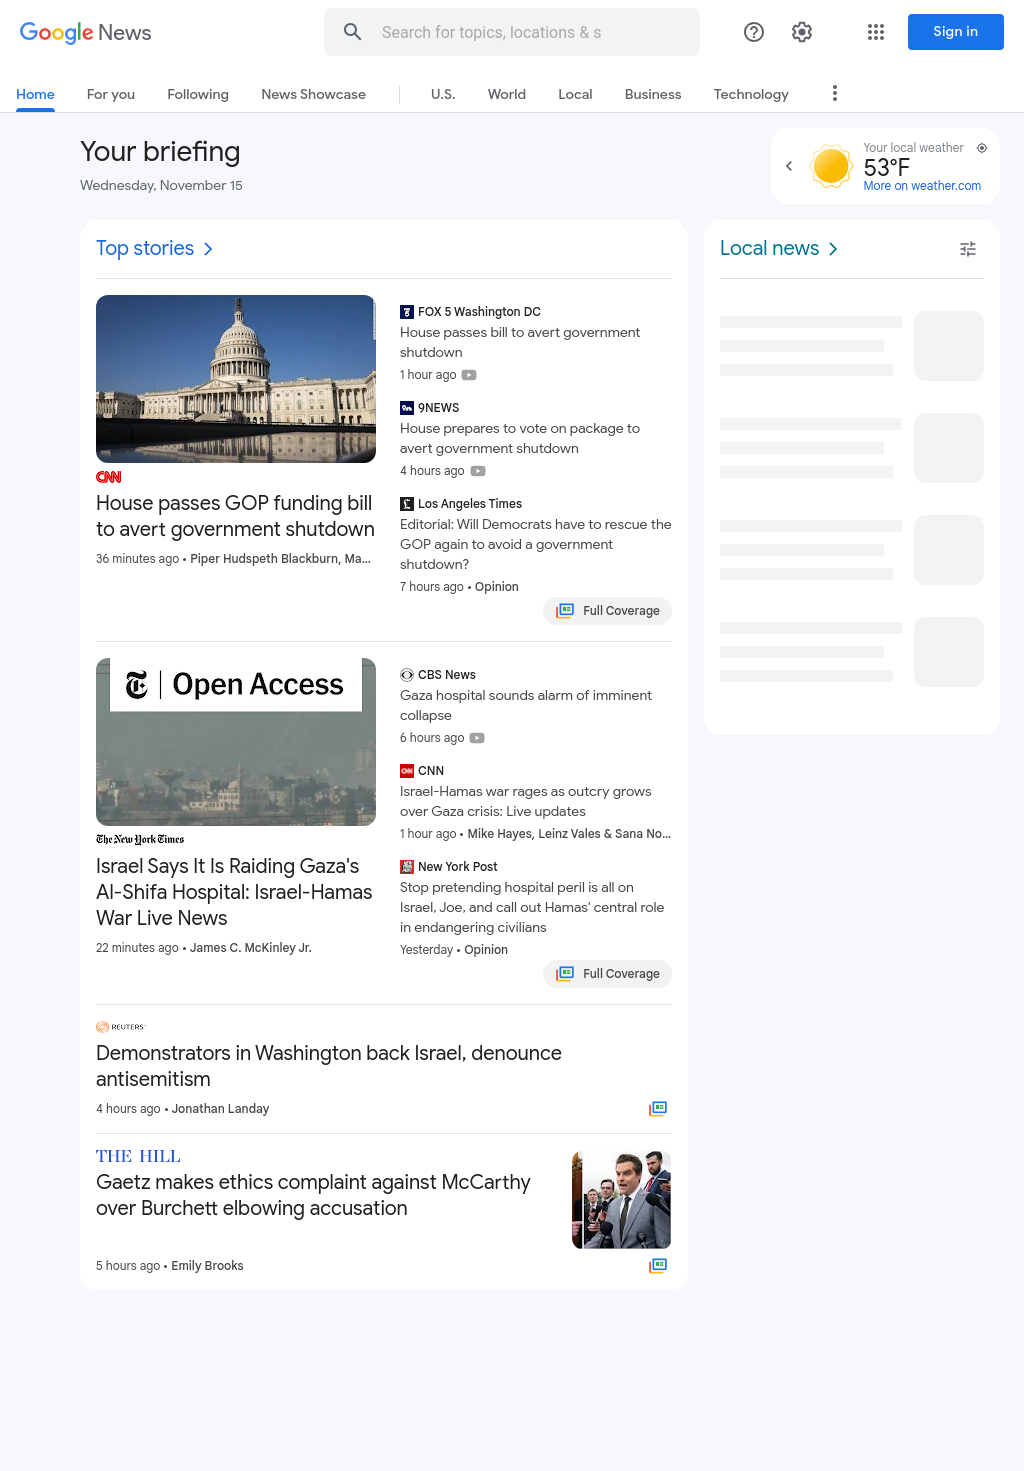 Google News
Search for topics, locations & s
Sign in
Home
For you
Following
News Showcase
U.S.
World
Local
Business
Technology
Your briefing
Wednesday, November 15
Your local weather
53°F
More on weather.com
Top stories
CNN
House passes GOP funding bill
to avert government shutdown
36 minutes ago • Piper Hudspeth Blackburn, Ma...
FOX 5 Washington DC
House passes bill to avert government
shutdown
1 hour ago
9NEWS
House prepares to vote on package to
avert government shutdown
4 hours ago
Los Angeles Times
Editorial: Will Democrats have to rescue the
GOP again to avoid a government
shutdown?
7 hours ago • Opinion
Full Coverage
Open Access
The New York Times
Israel Says It Is Raiding Gaza's
Al-Shifa Hospital: Israel-Hamas
War Live News
22 minutes ago • James C. McKinley Jr.
CBS News
Gaza hospital sounds alarm of imminent
collapse
6 hours ago
CNN
Israel-Hamas war rages as outcry grows
over Gaza crisis: Live updates
1 hour ago • Mike Hayes, Leinz Vales & Sana No...
New York Post
Stop pretending hospital peril is all on
Israel, Joe, and call out Hamas' central role
in endangering civilians
Yesterday • Opinion
Full Coverage
REUTERS
Demonstrators in Washington back Israel, denounce
antisemitism
4 hours ago • Jonathan Landay
THE HILL
Gaetz makes ethics complaint against McCarthy
over Burchett elbowing accusation
5 hours ago • Emily Brooks
Local news